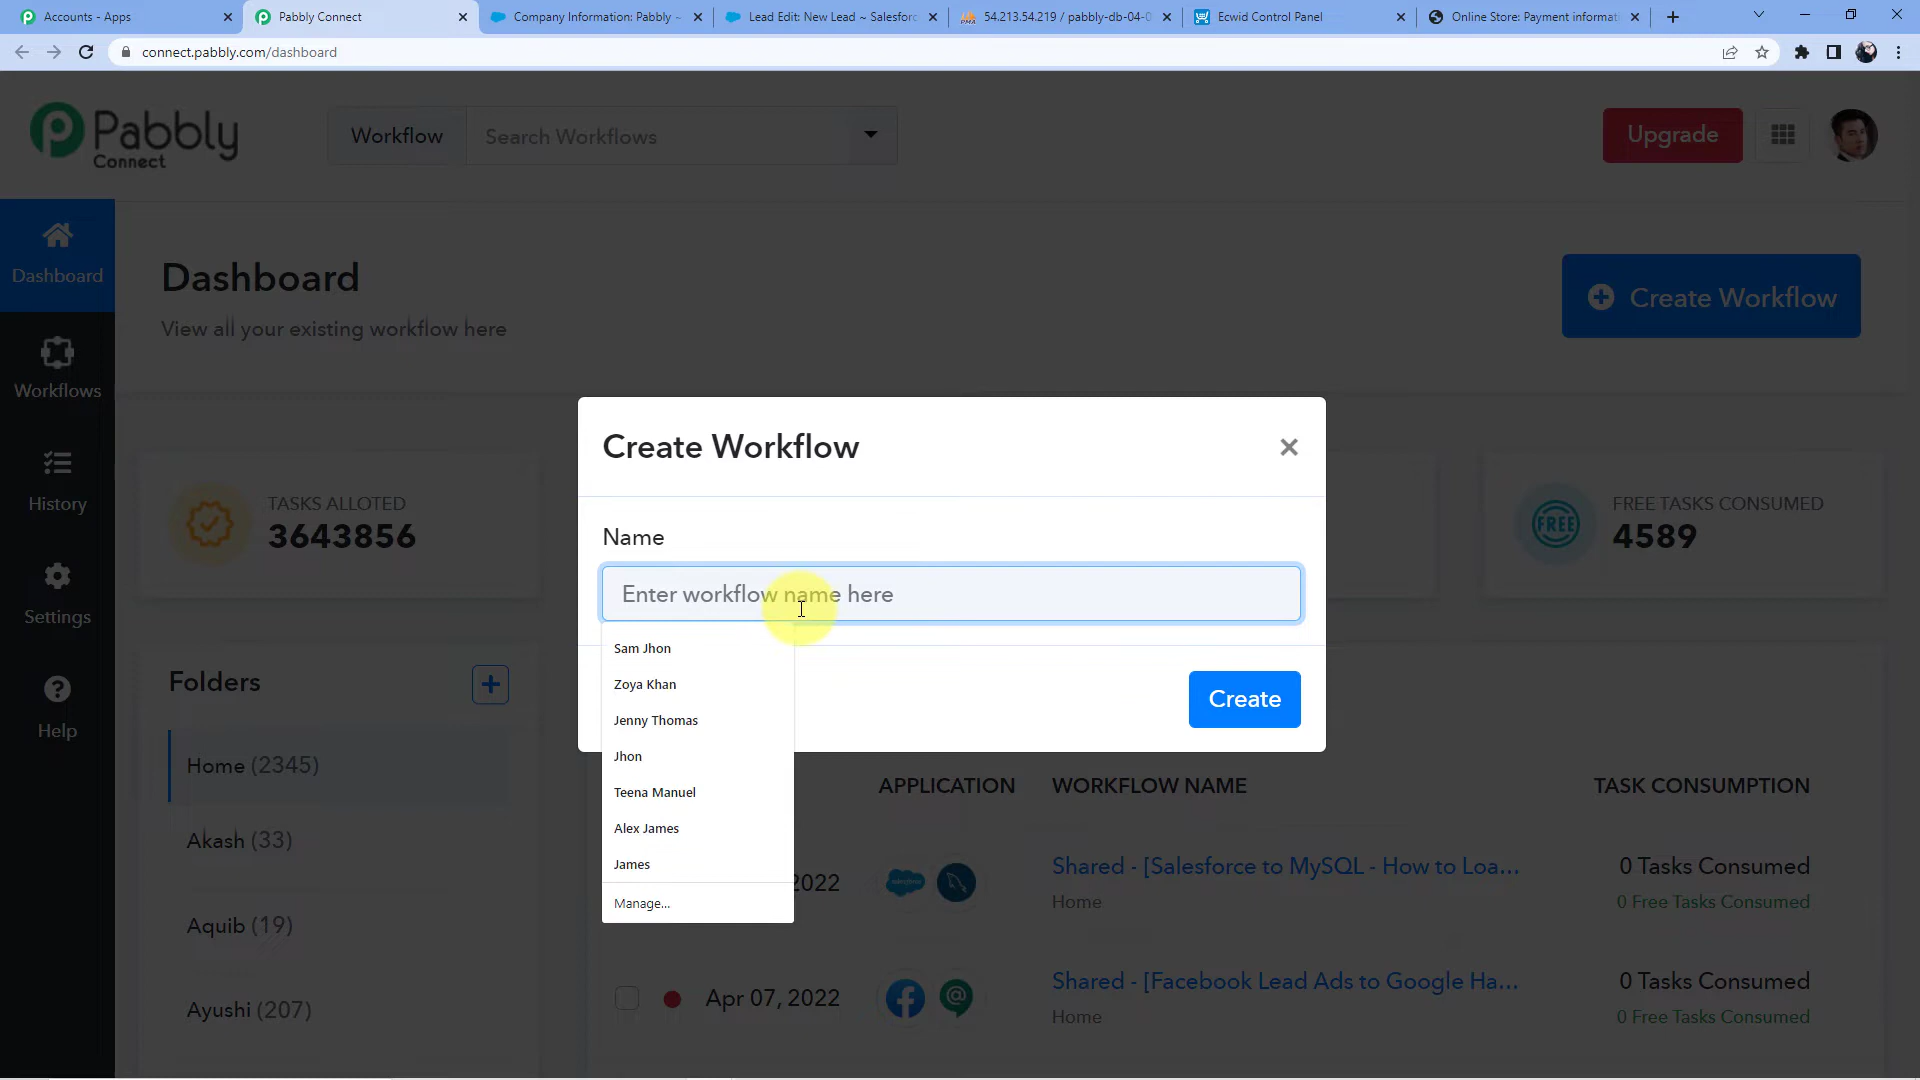 Accounts - Apps
Pabbly Connect
Company Information: Pabbly ~
Lead Edit: New Lead ~ Salesforc
54.213.54.219 / pabbly-db-04-0
Ecwid Control Panel
Online Store: Payment informat
connect.pabbly.com/dashboard
Pabbly
Connect
Workflow
Search Workflows
Upgrade
Dashboard
Dashboard
View all your existing workflow here
Create Workflow
Workflows
Create Workflow
TASKS ALLOTED
3643856
FREE
FREE TASKS CONSUMED
4589
History
Name
Enter workflow name here
Settings
Sam Jhon
Zoya Khan
Jenny Thomas
Jhon
Teena Manuel
Alex James
James
Manage...
Create
Folders
Help
Home (2345)
Akash (33)
Aquib (19)
Ayushi (207)
APPLICATION
WORKFLOW NAME
TASK CONSUMPTION
2022
salesforce
Shared - [Salesforce to MySQL - How to Loa...
Home
0 Tasks Consumed
0 Free Tasks Consumed
Apr 07, 2022
Shared - [Facebook Lead Ads to Google Ha...
Home
0 Tasks Consumed
0 Free Tasks Consumed